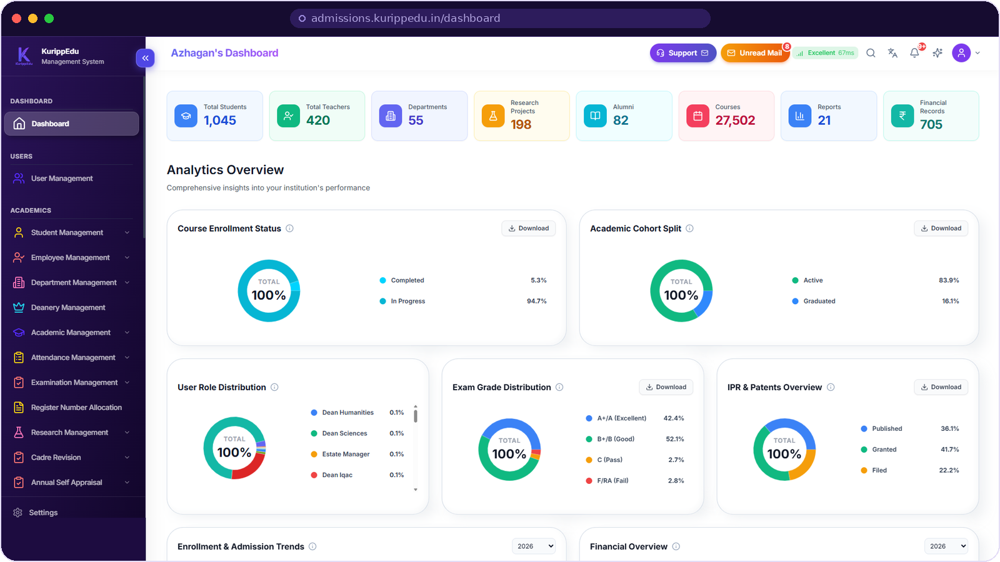 admissions.kurippedu.in/dashboard
K
KurippEdu
KurippEdu
Management System
Azhagan's Dashboard
Support
Unread Mail
8
Excellent 67ms
9+
DASHBOARD
Dashboard
USERS
User Management
ACADEMICS
Student Management
Employee Management
Department Management
Deanery Management
Academic Management
Attendance Management
Examination Management
Register Number Allocation
Research Management
Cadre Revision
Annual Self Appraisal
Settings
Total Students
1,045
Total Teachers
420
Departments
55
Research
Projects
198
Alumni
82
Courses
27,502
Reports
21
Financial
Records
705
Analytics Overview
Comprehensive insights into your institution's performance
Course Enrollment Status
Download
TOTAL
100%
Completed 5.3%
In Progress 94.7%
Academic Cohort Split
Download
TOTAL
100%
Active 83.9%
Graduated 16.1%
User Role Distribution
TOTAL
100%
Dean Humanities 0.1%
Dean Sciences 0.1%
Estate Manager 0.1%
Dean Iqac 0.1%
Exam Grade Distribution
Download
TOTAL
100%
A+/A (Excellent) 42.4%
B+/B (Good) 52.1%
C (Pass) 2.7%
F/RA (Fail) 2.8%
IPR & Patents Overview
Download
TOTAL
100%
Published 36.1%
Granted 41.7%
Filed 22.2%
Enrollment & Admission Trends
2026
Financial Overview
2026